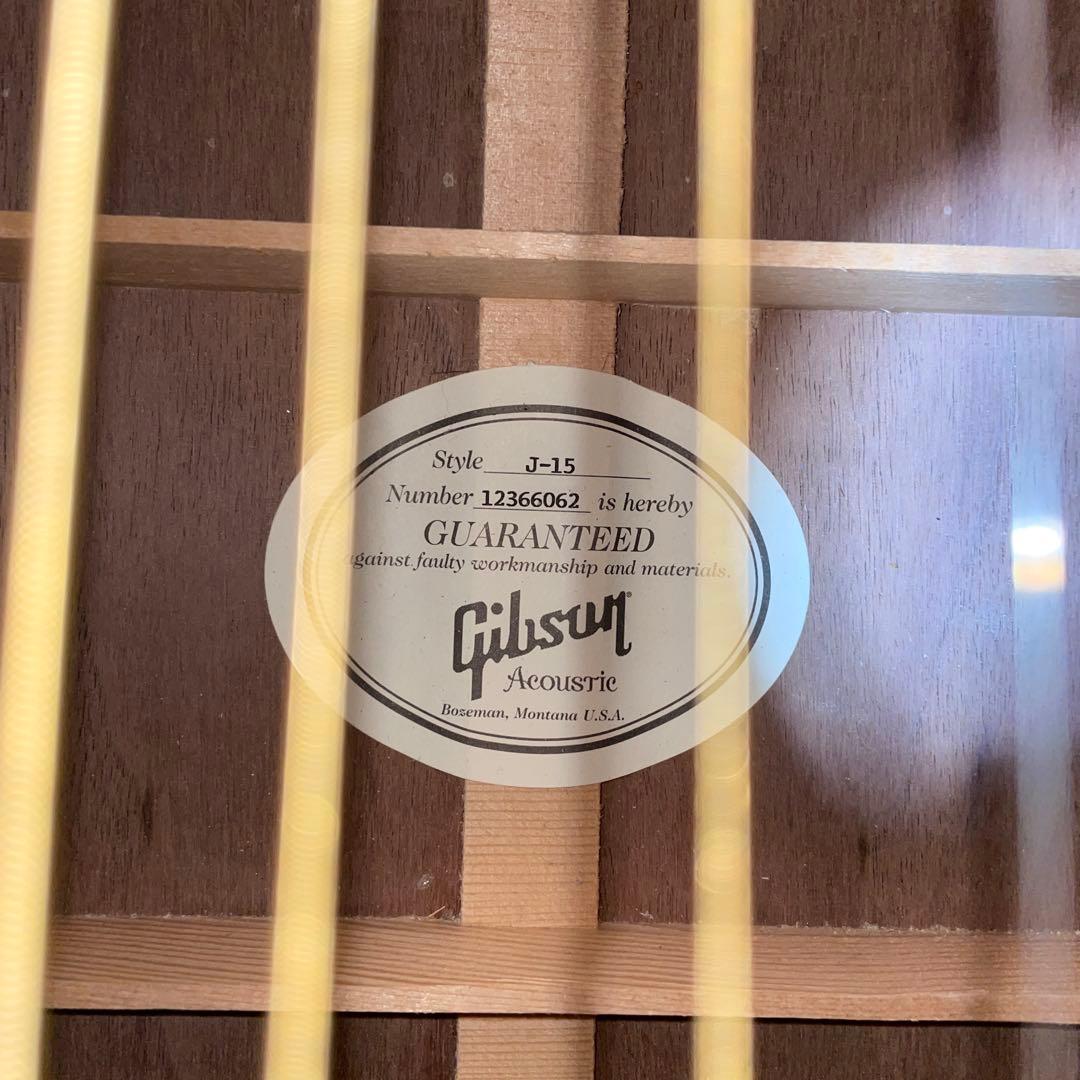 Style J-15
Number 12366062 is hereby
GUARANTEED
against faulty workmanship and materials.
Gibson®
Acoustic
Bozeman, Montana U.S.A.